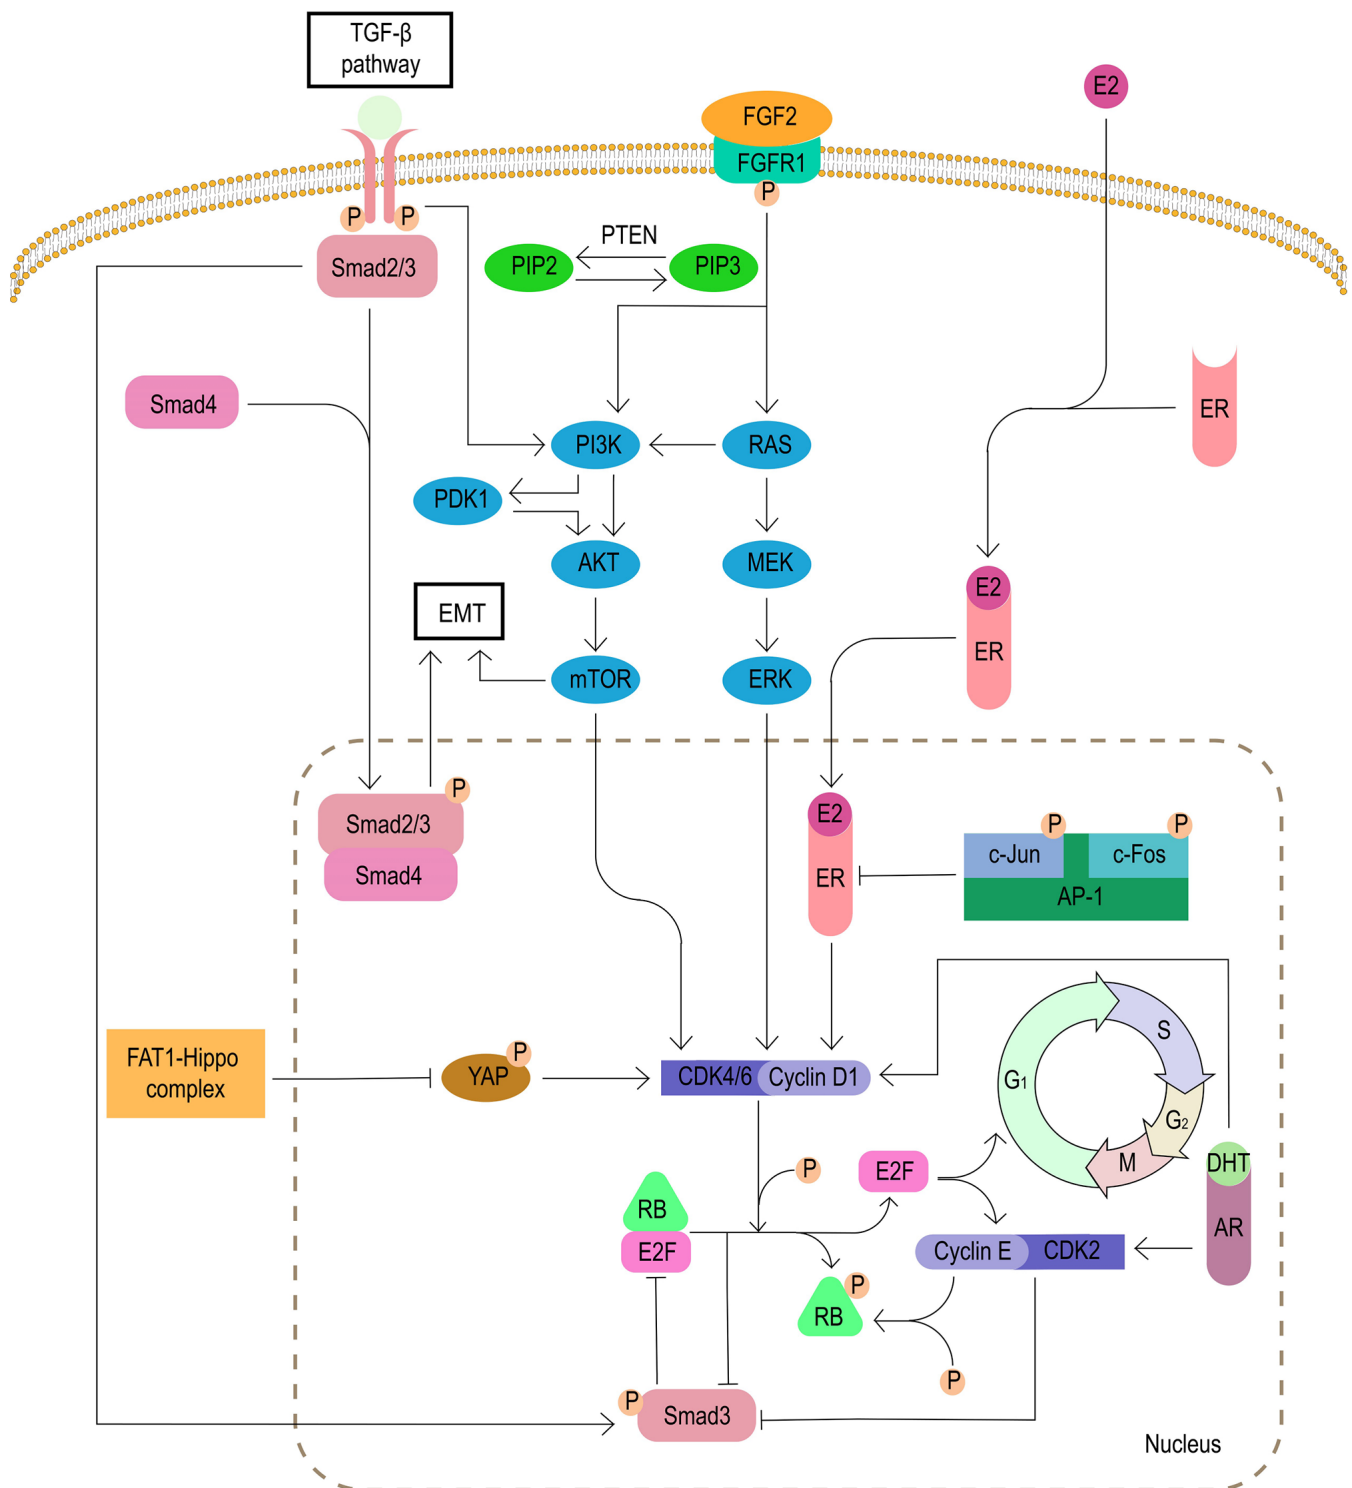 TGF-β
pathway
E2
FGF2
FGFR1
P
P
P
PTEN
Smad2/3
PIP2
PIP3
Smad4
ER
PI3K
RAS
PDK1
AKT
MEK
E2
EMT
ER
mTOR
ERK
P
Smad2/3
E2
P
P
c-Jun
c-Fos
Smad4
ER
AP-1
S
FAT1-Hippo
complex
P
YAP
CDK4/6
Cyclin D1
G1
G2
M
DHT
P
E2F
RB
AR
E2F
Cyclin E
CDK2
P
RB
P
P
Smad3
Nucleus